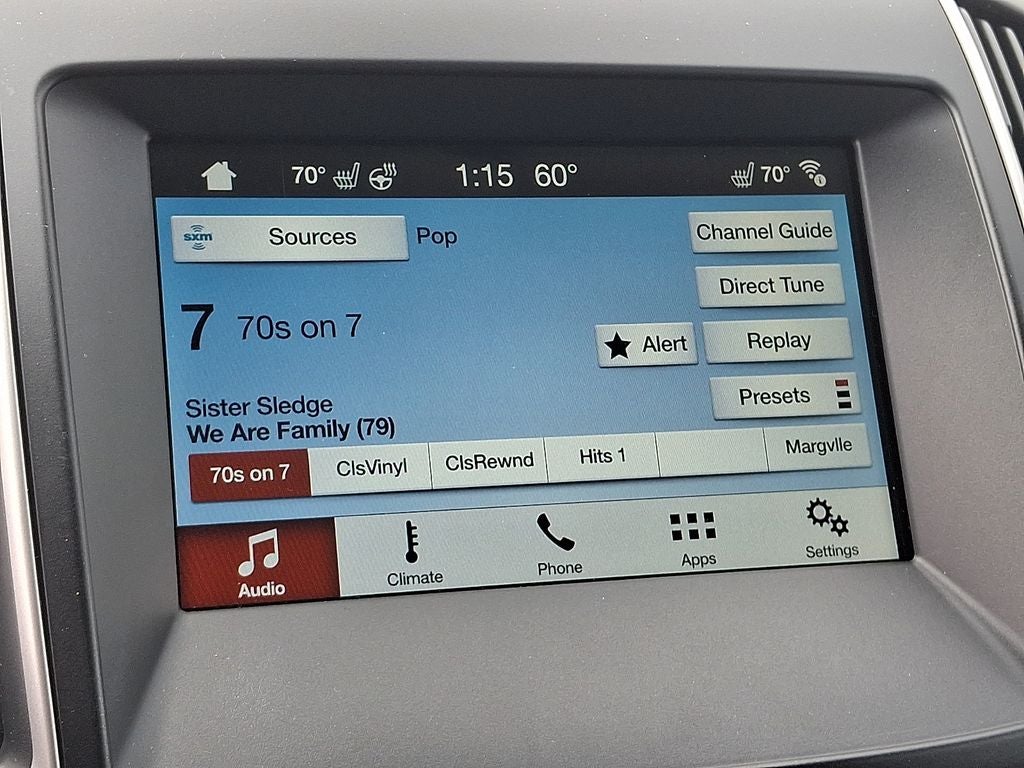 70° 1:15 60° 70°
sxm Sources Pop Channel Guide
Direct Tune
7 70s on 7
Alert Replay
Presets
Sister Sledge
We Are Family (79)
70s on 7 ClsVinyl ClsRewnd Hits 1 Margvlle
Audio Climate Phone Apps Settings